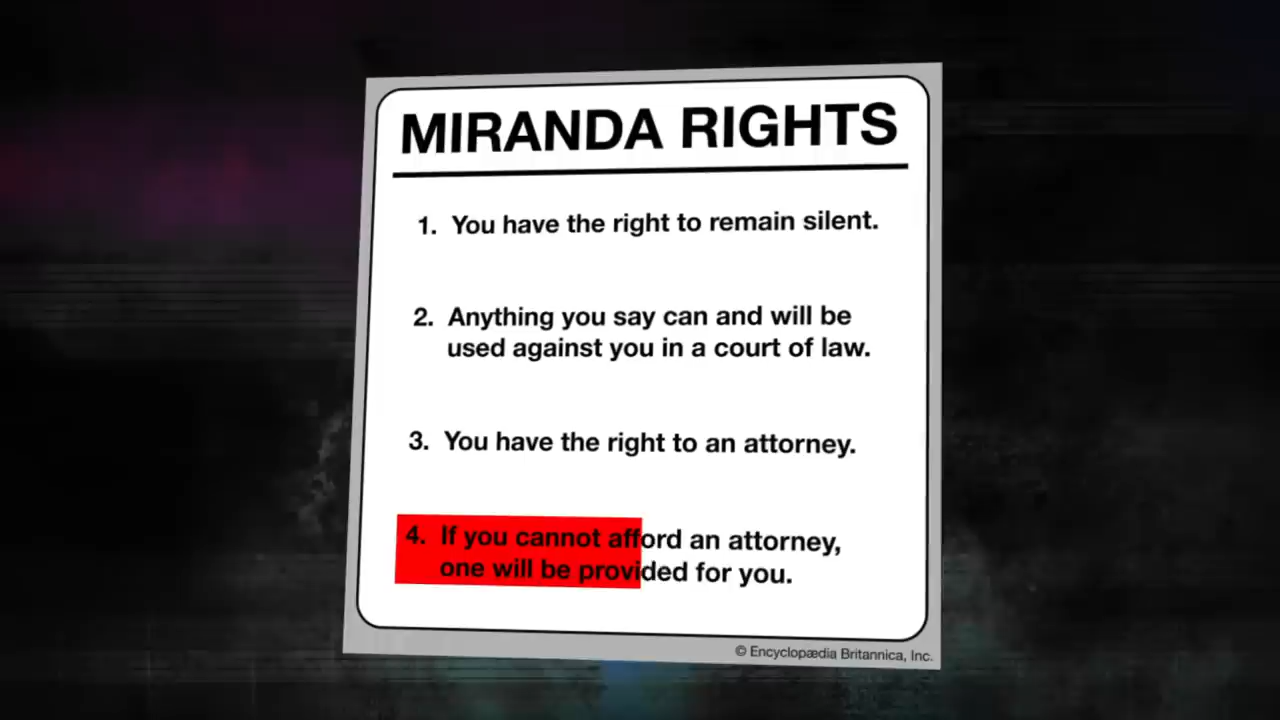 MIRANDA RIGHTS
1. You have the right to remain silent.
2. Anything you say can and will be
used against you in a court of law.
3. You have the right to an attorney.
4. If you cannot afford an attorney,
one will be provided for you.
© Encyclopædia Britannica, Inc.